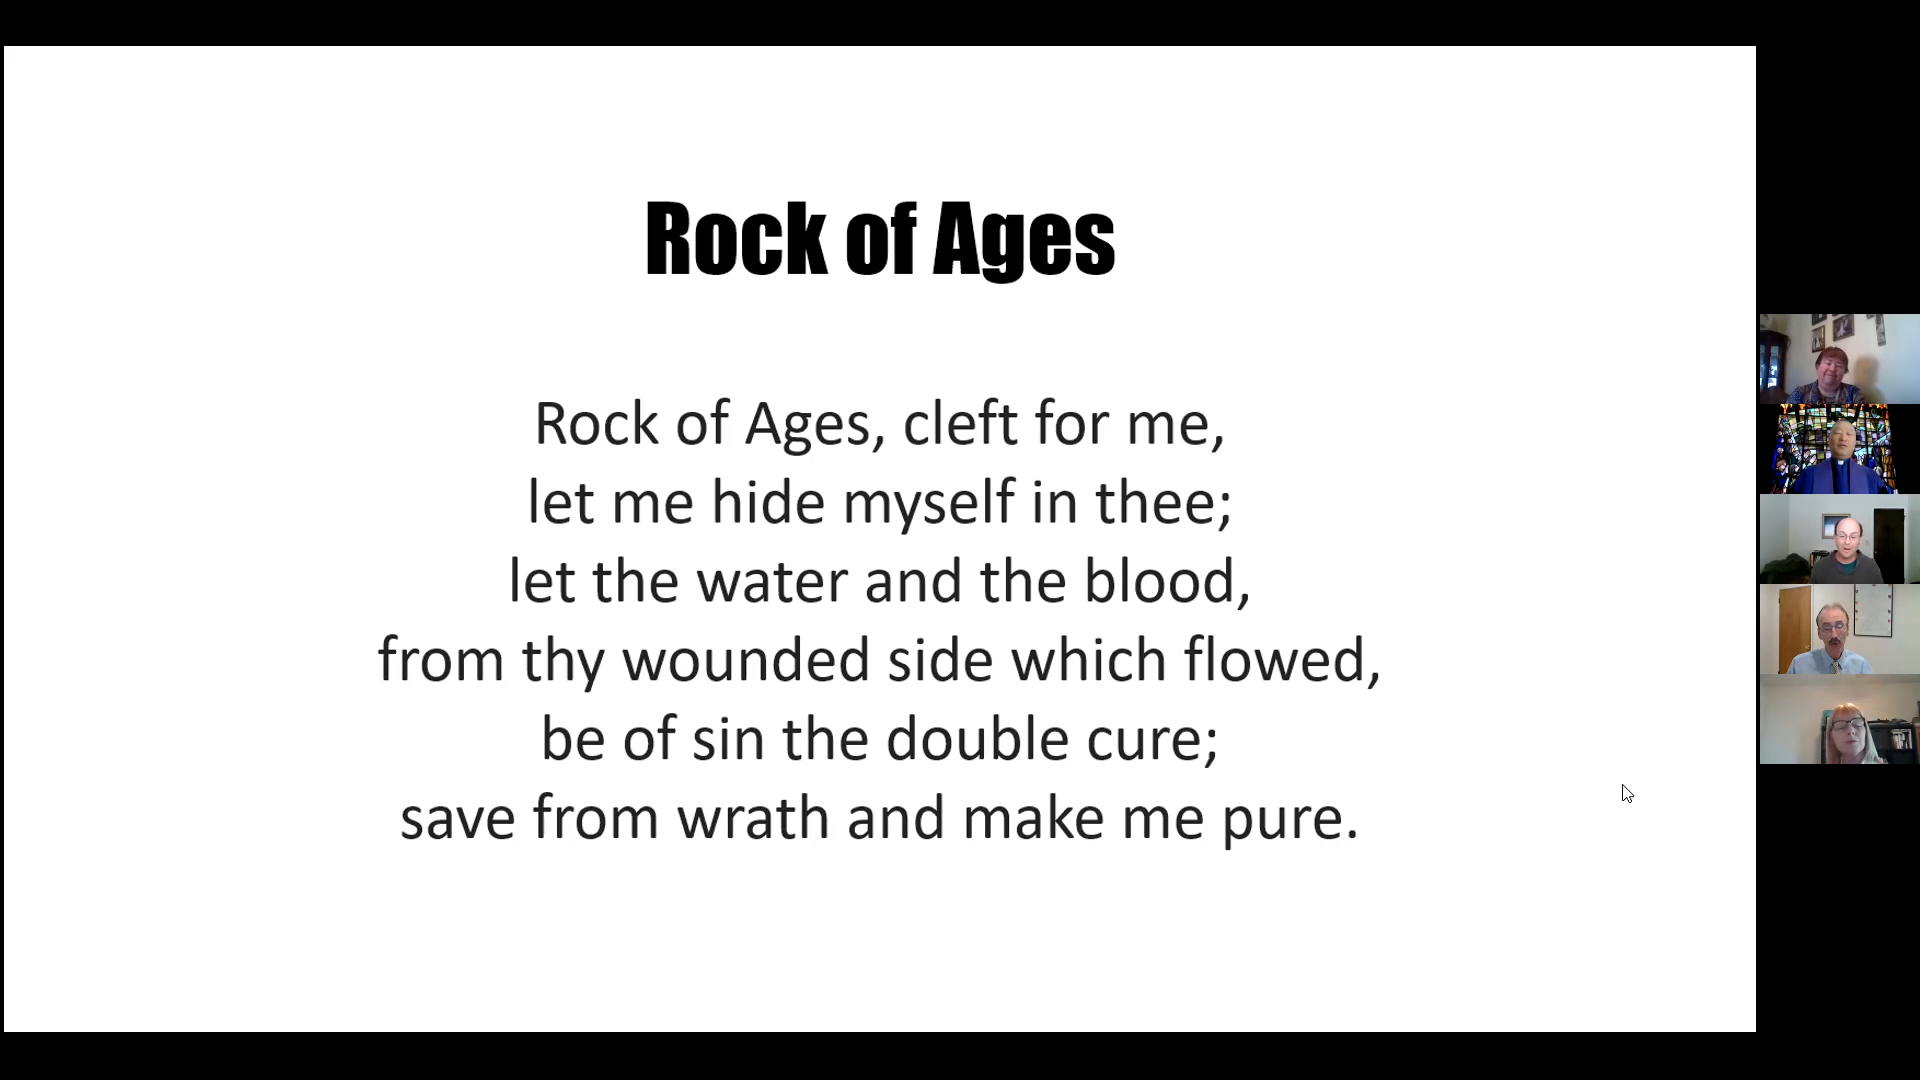 Rock of Ages
Rock of Ages, cleft for me,
let me hide myself in thee;
let the water and the blood,
from thy wounded side which flowed,
be of sin the double cure;
save from wrath and make me pure.